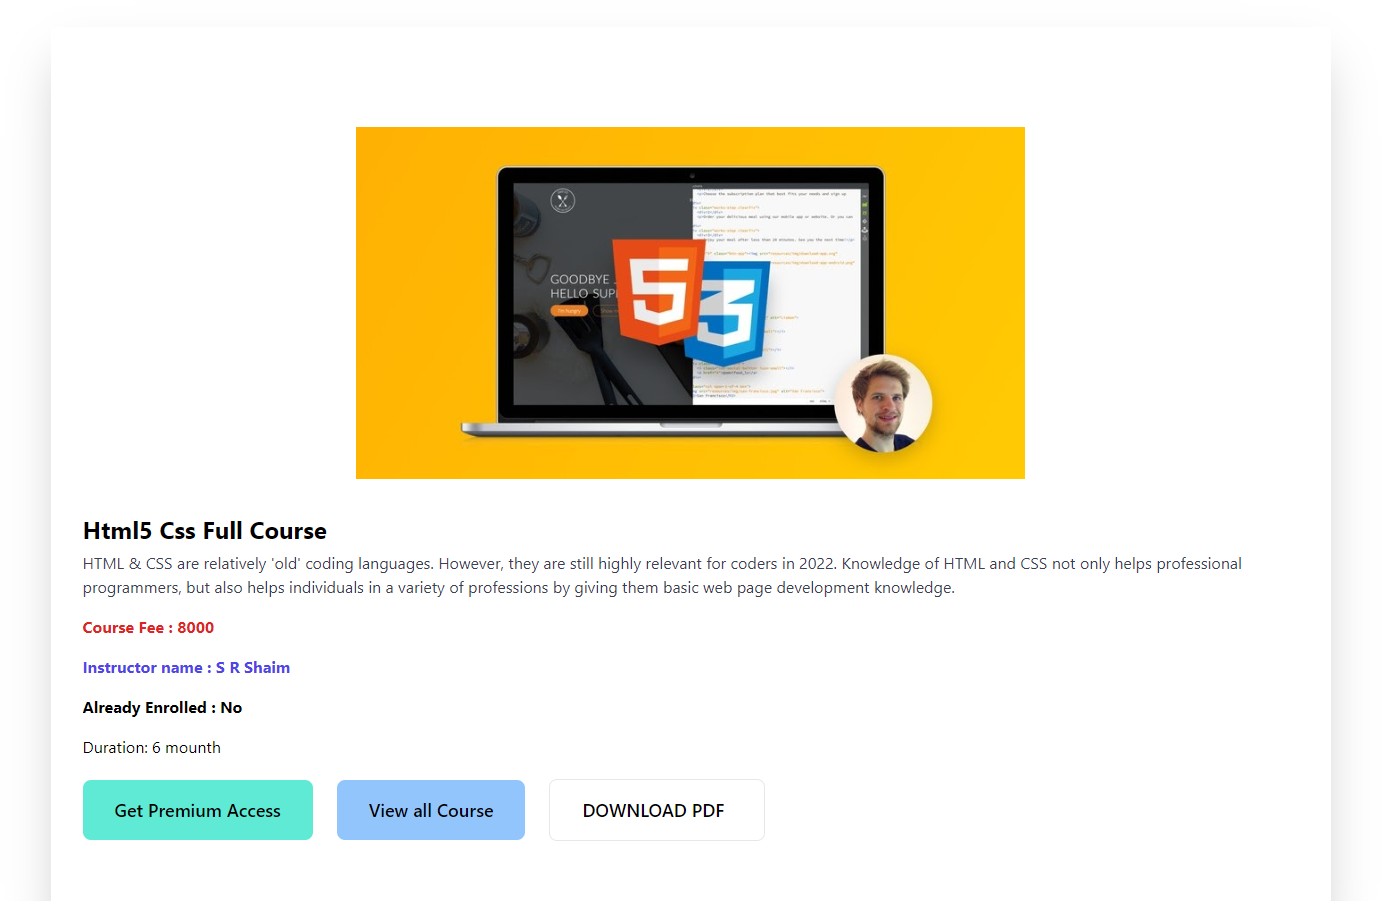 GOODBYE
HELLO SUP
I'm hungry
5
3
Html5 Css Full Course
HTML & CSS are relatively 'old' coding languages. However, they are still highly relevant for coders in 2022. Knowledge of HTML and CSS not only helps professional
programmers, but also helps individuals in a variety of professions by giving them basic web page development knowledge.
Course Fee : 8000
Instructor name : S R Shaim
Already Enrolled : No
Duration: 6 mounth
Get Premium Access
View all Course
DOWNLOAD PDF